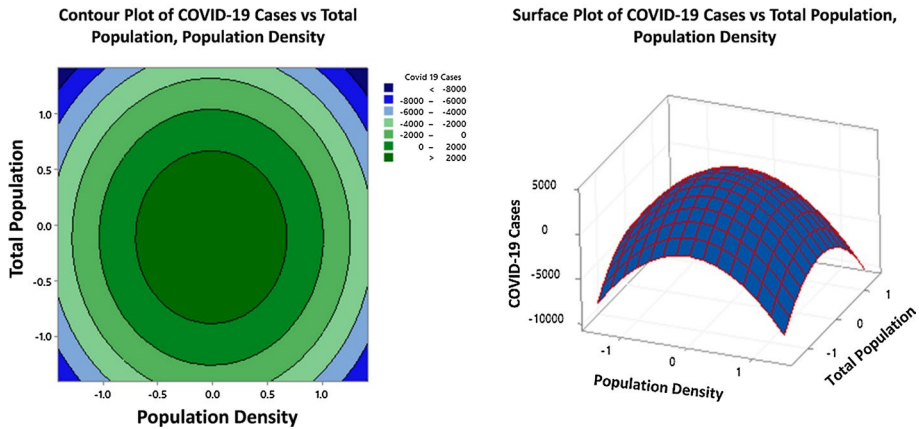 Contour Plot of COVID-19 Cases vs Total
Population, Population Density
Covid 19 Cases
< -8000
-8000 – -6000
-6000 – -4000
-4000 – -2000
-2000 – 0
0 – 2000
> 2000
Total Population
1.0
0.5
0.0
-0.5
-1.0
-1.0 -0.5 0.0 0.5 1.0
Population Density
Surface Plot of COVID-19 Cases vs Total Population,
Population Density
COVID-19 Cases
5000
0
-5000
-10000
-1 0 1
Population Density
-1 0 1
Total Population